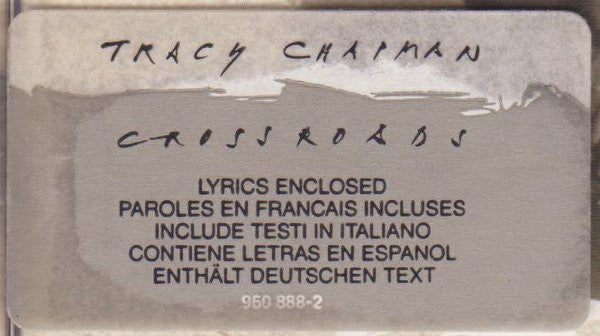 TRACY CHAPMAN
CROSSROADS
LYRICS ENCLOSED
PAROLES EN FRANCAIS INCLUSES
INCLUDE TESTI IN ITALIANO
CONTIENE LETRAS EN ESPANOL
ENTHÄLT DEUTSCHEN TEXT
960 888-2